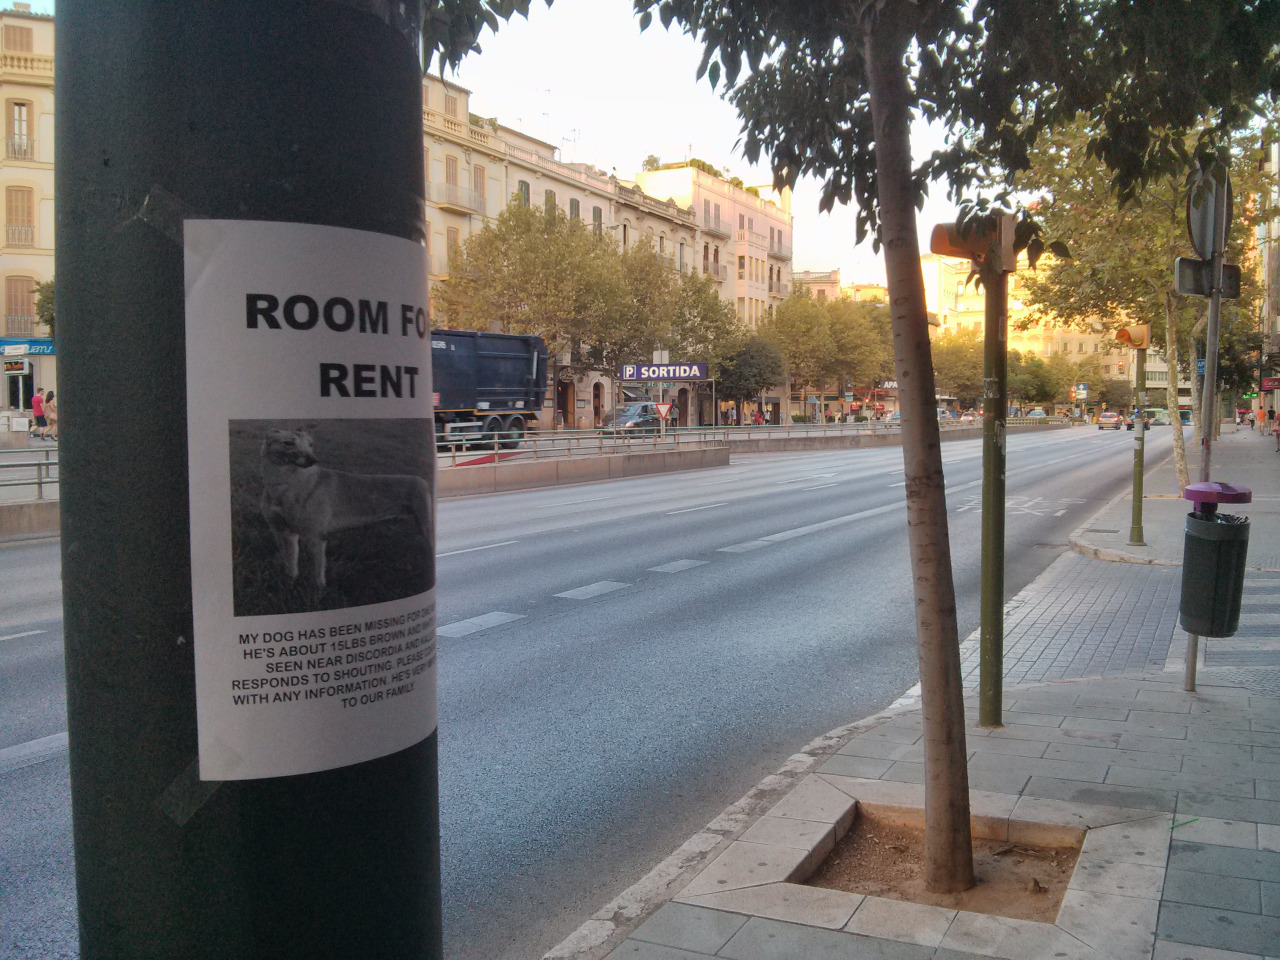 ROOM FO
RENT
MY DOG HAS BEEN MISSING FOR
HE'S ABOUT 15LBS BROWN AND
SEEN NEAR DISCORDIA AND
RESPONDS TO SHOUTING. PLEASE
WITH ANY INFORMATION. HE'S VERY
TO OUR FAMILY
P SORTIDA